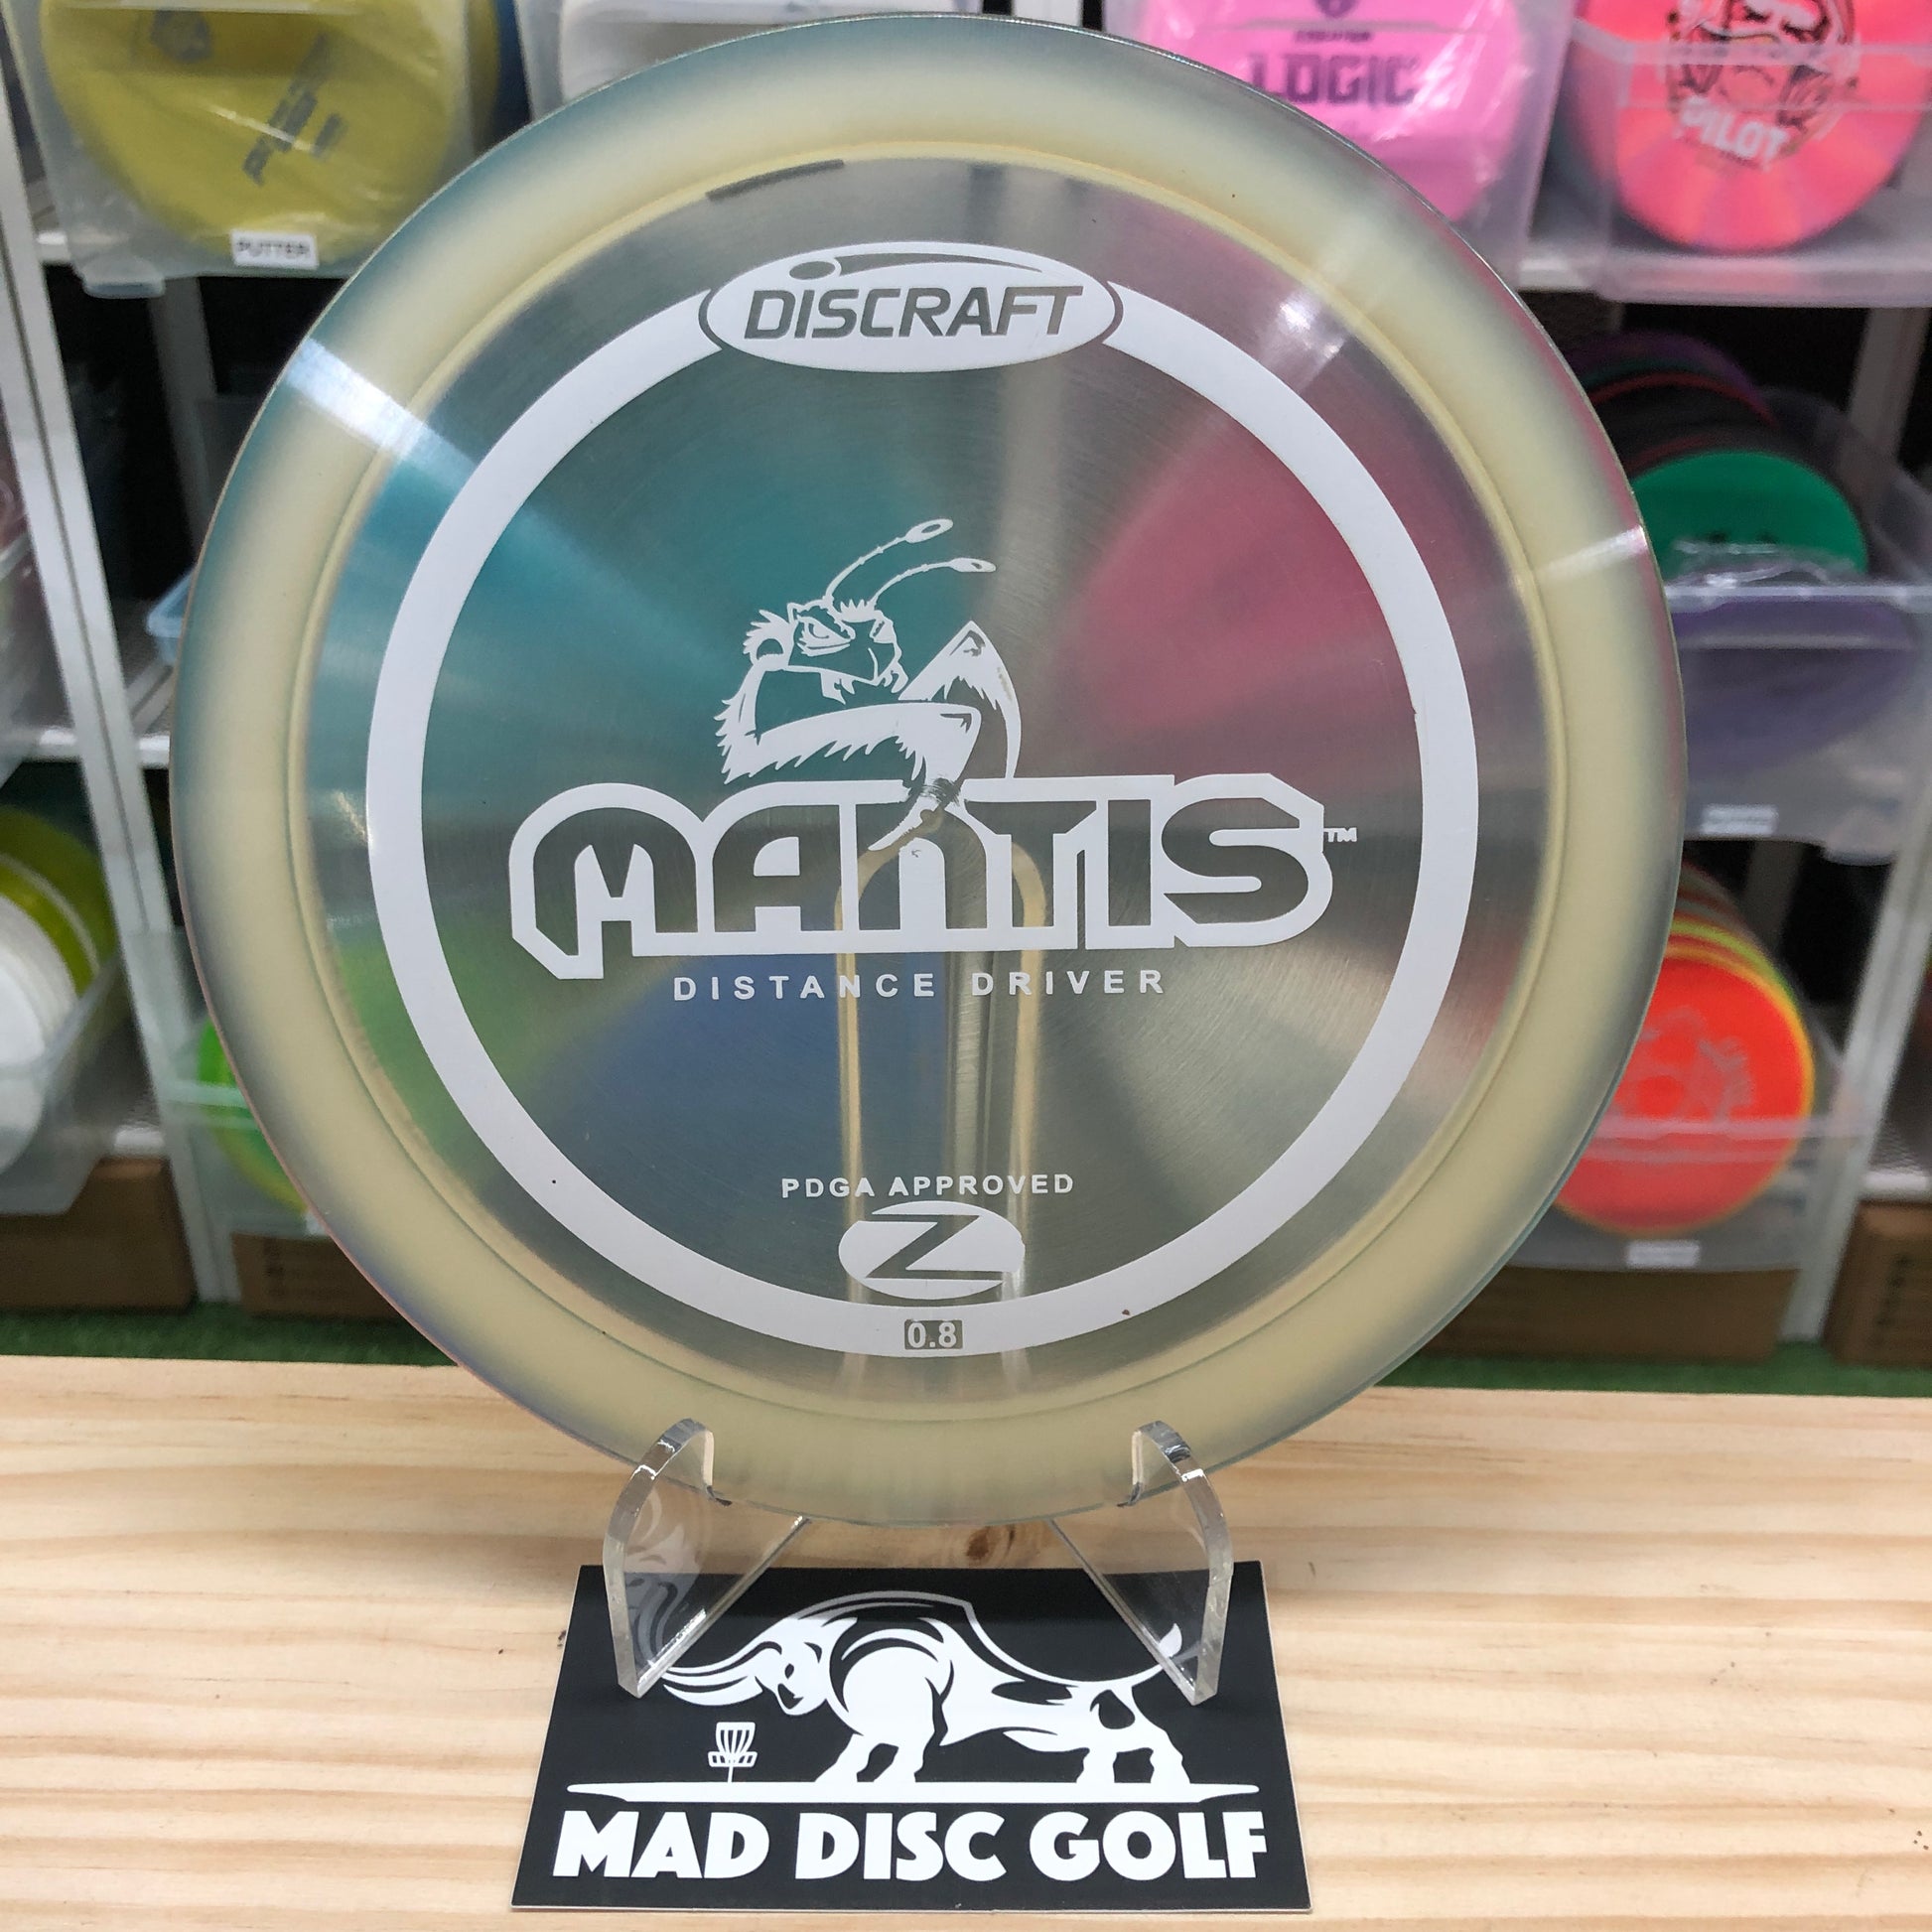 PUTTER
LOGIC
PILOT
DISCRAFT
MANTIS™
DISTANCE DRIVER
PDGA APPROVED
Z
0.8
MAD DISC GOLF